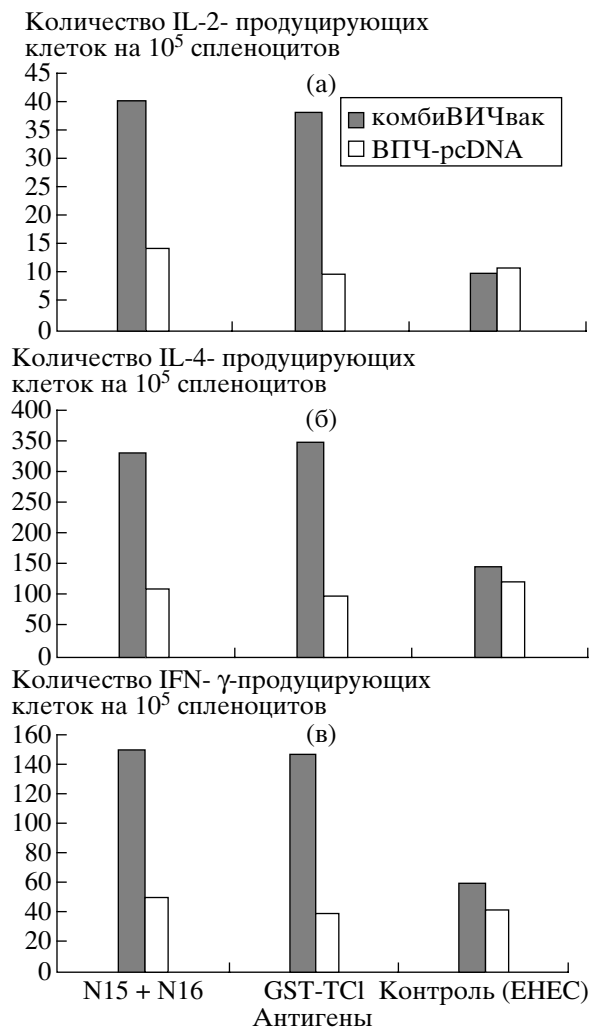 Количество IL-2- продуцирующих
клеток на 10⁵ спленоцитов
(а)
45
40
35
30
25
20
15
10
5
0
комбиВИЧвак
ВПЧ-pcDNA
Количество IL-4- продуцирующих
клеток на 10⁵ спленоцитов
(б)
400
350
300
250
200
150
100
50
0
Количество IFN- γ-продуцирующих
клеток на 10⁵ спленоцитов
(в)
160
140
120
100
80
60
40
20
0
N15 + N16 GST-TCl Контроль (EHEC)
Антигены